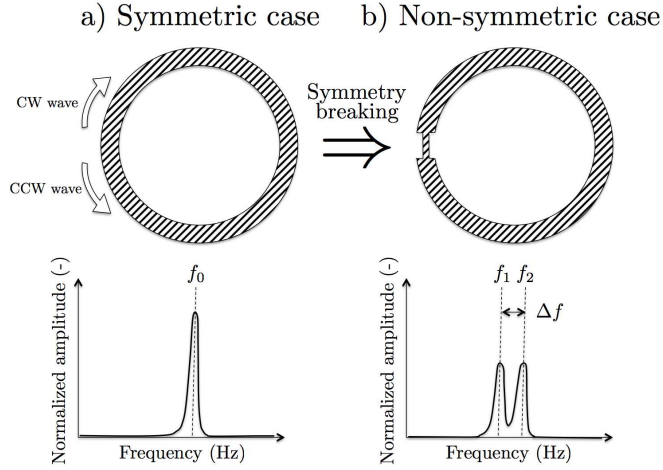 a) Symmetric case
b) Non-symmetric case
CW wave
CCW wave
Symmetry
breaking
Normalized amplitude (-)
f₀
Frequency (Hz)
Normalized amplitude (-)
f₁ f₂
Δf
Frequency (Hz)